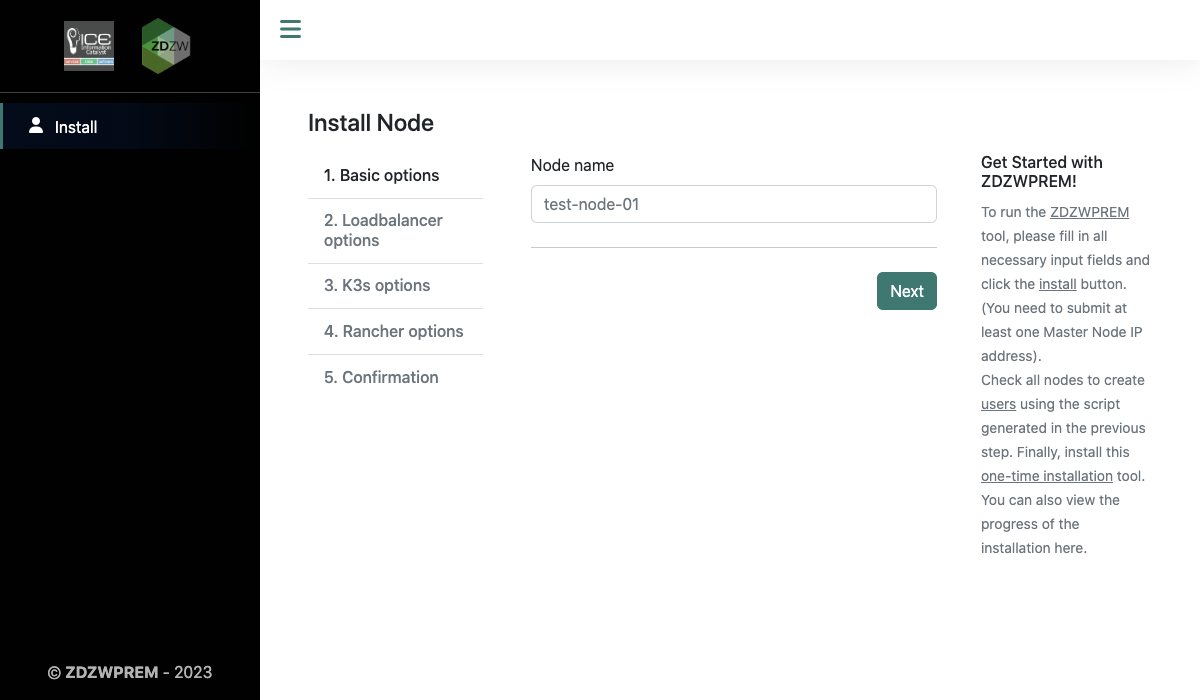 ICE
Information
Catalyst
ZDZW
Install
Install Node
1. Basic options
2. Loadbalancer
options
3. K3s options
4. Rancher options
5. Confirmation
Node name
test-node-01
Next
Get Started with
ZDZWPREM!
To run the ZDZWPREM
tool, please fill in all
necessary input fields and
click the install button.
(You need to submit at
least one Master Node IP
address).
Check all nodes to create
users using the script
generated in the previous
step. Finally, install this
one-time installation tool.
You can also view the
progress of the
installation here.
© ZDZWPREM - 2023